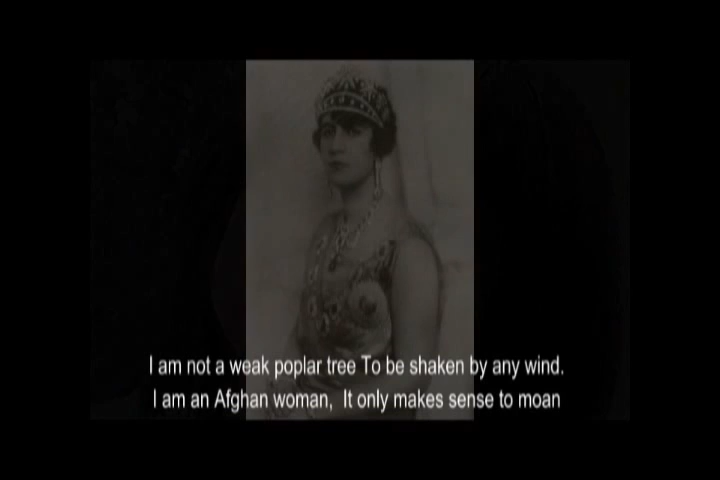 I am not a weak poplar tree To be shaken by any wind.
I am an Afghan woman, It only makes sense to moan